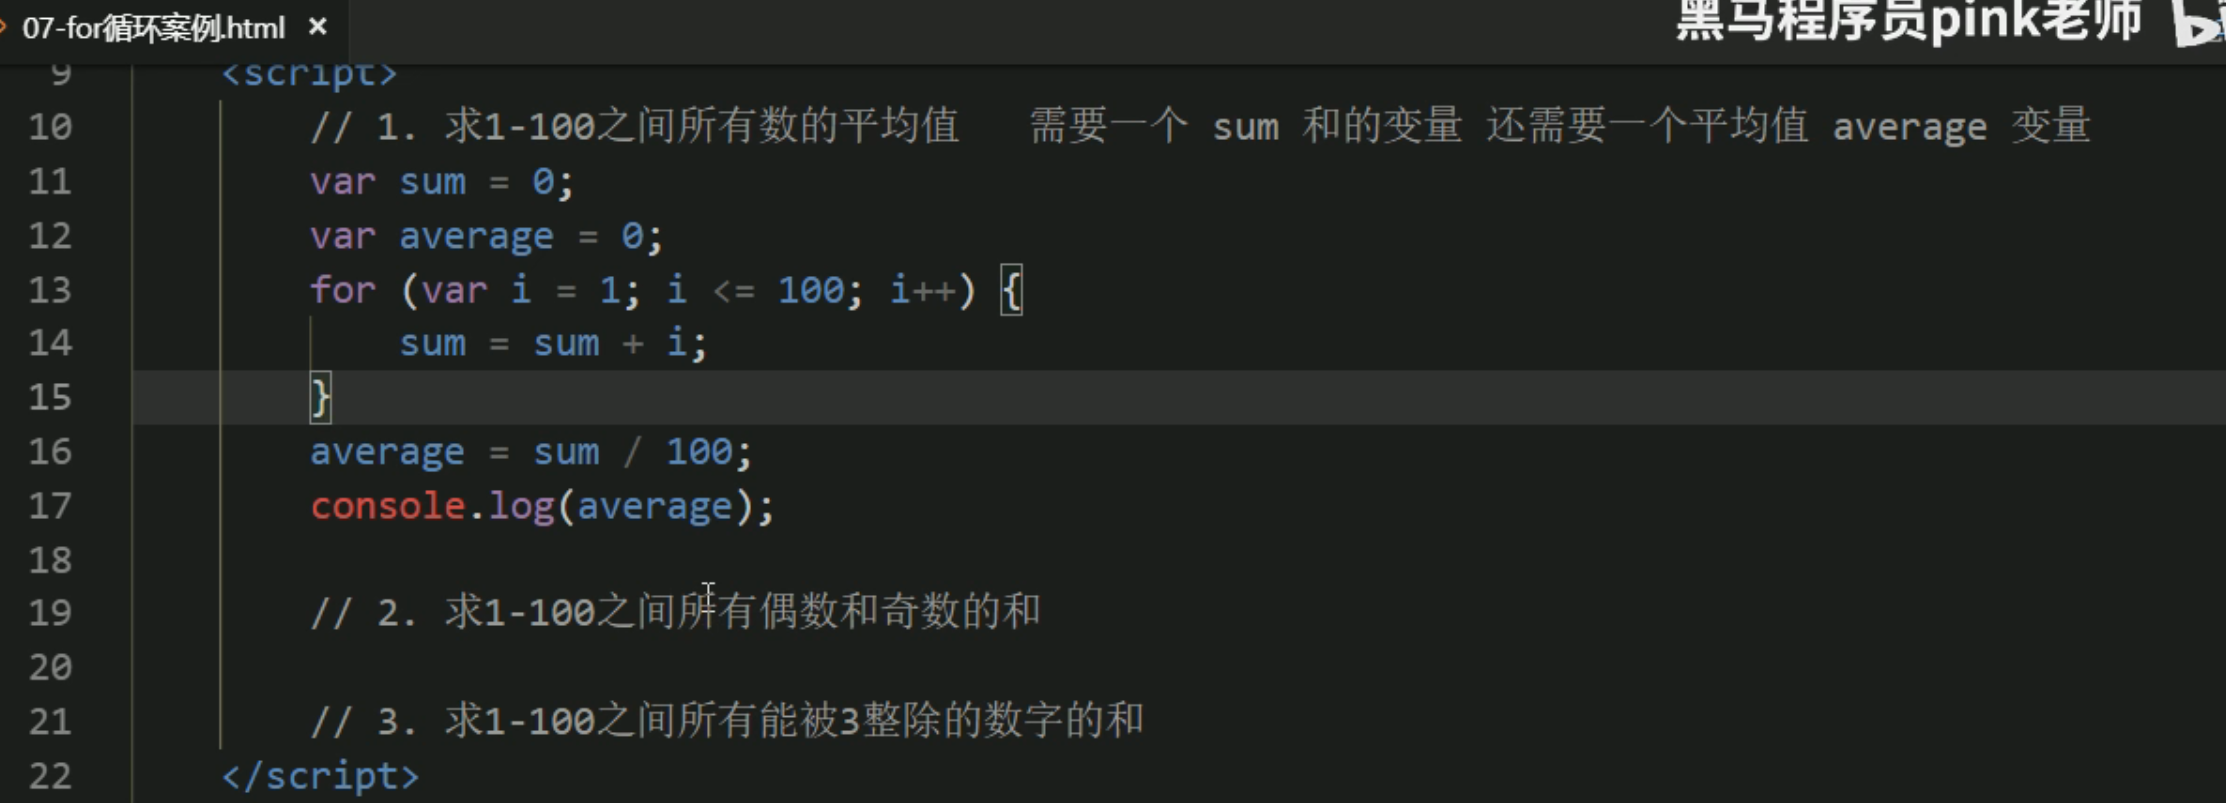 07-for循环案例.html ×
黑马程序员pink老师
9 <script>
10 // 1. 求1-100之间所有数的平均值 需要一个 sum 和的变量 还需要一个平均值 average 变量
11 var sum = 0;
12 var average = 0;
13 for (var i = 1; i <= 100; i++) {
14 sum = sum + i;
15 }
16 average = sum / 100;
17 console.log(average);
18
19 // 2. 求1-100之间所有偶数和奇数的和
20
21 // 3. 求1-100之间所有能被3整除的数字的和
22 </script>